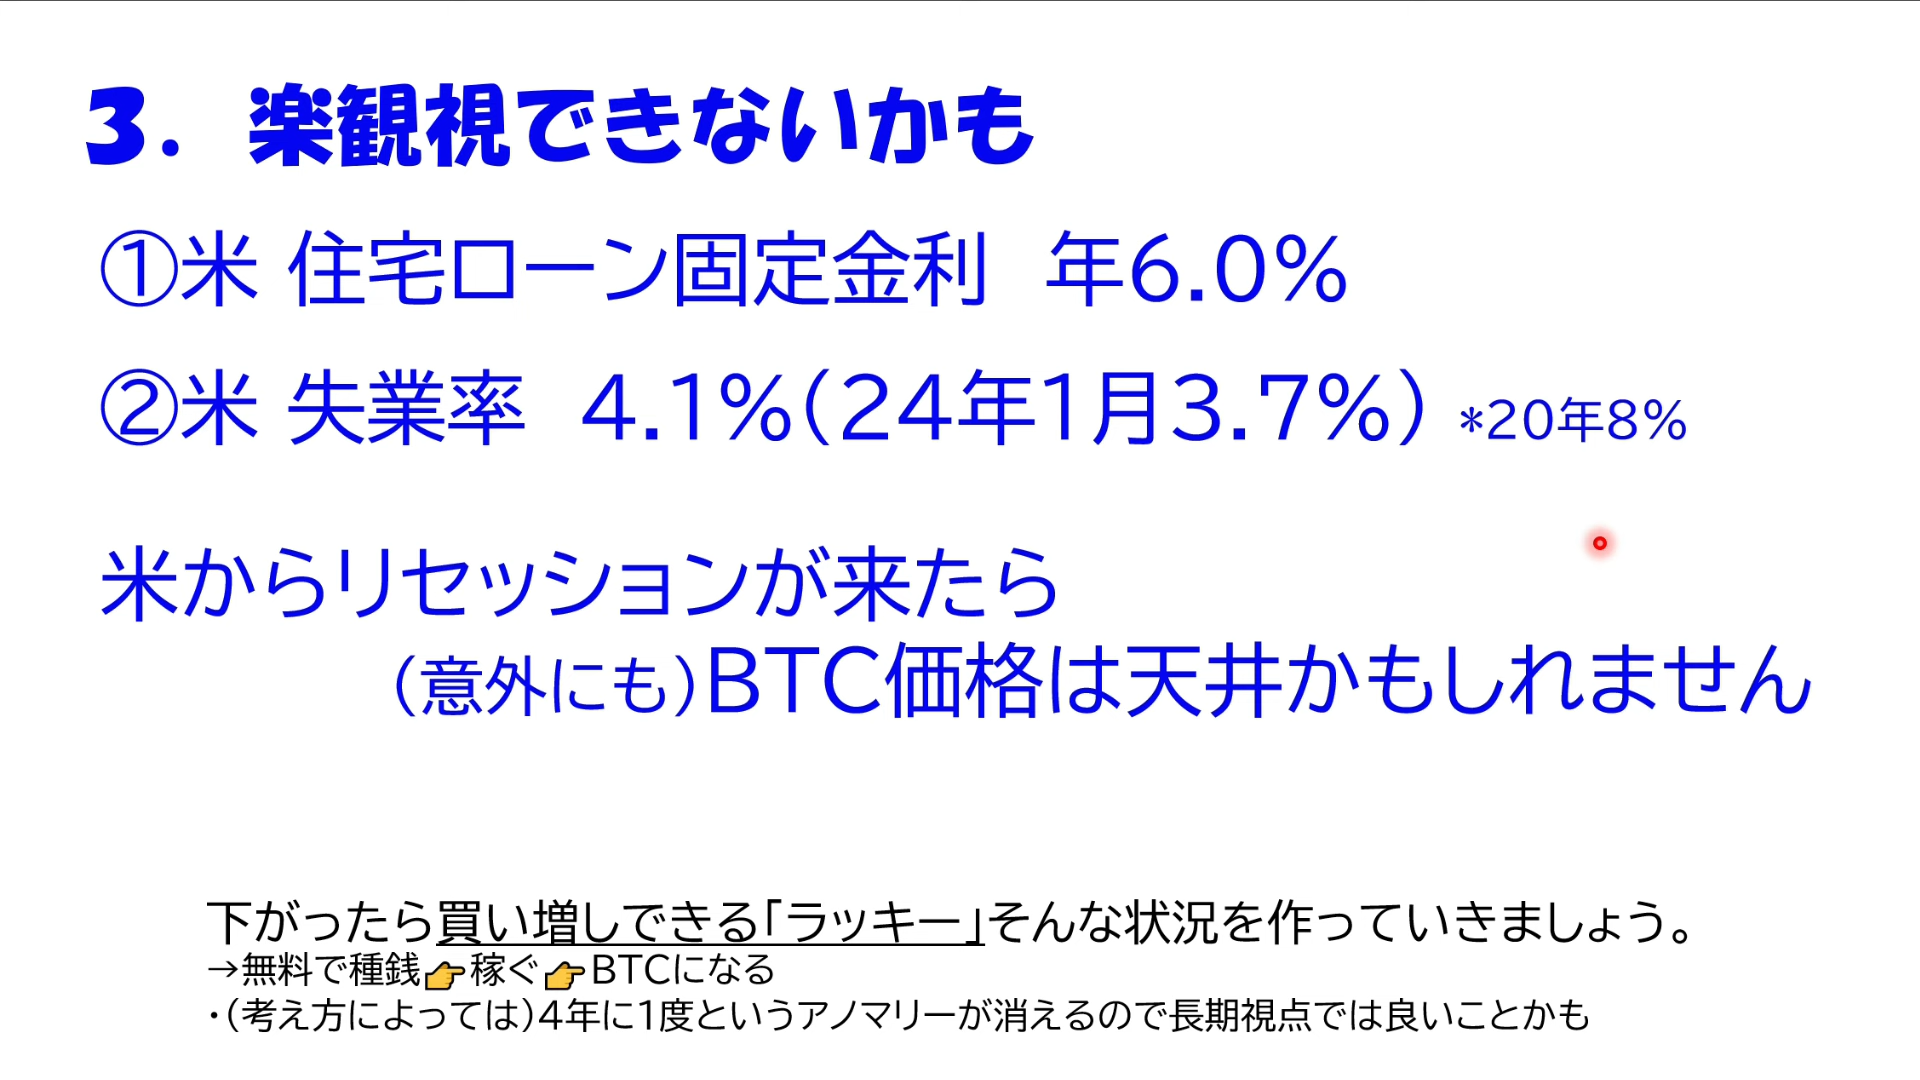 ３．楽観視できないかも
①米 住宅ローン固定金利　年6.0%
②米 失業率　4.1%(24年1月3.7%) *20年8%
米からリセッションが来たら
(意外にも)BTC価格は天井かもしれません
下がったら買い増しできる「ラッキー」そんな状況を作っていきましょう。
→無料で種銭👉稼ぐ👉BTCになる
・(考え方によっては)4年に1度というアノマリーが消えるので長期視点では良いことかも